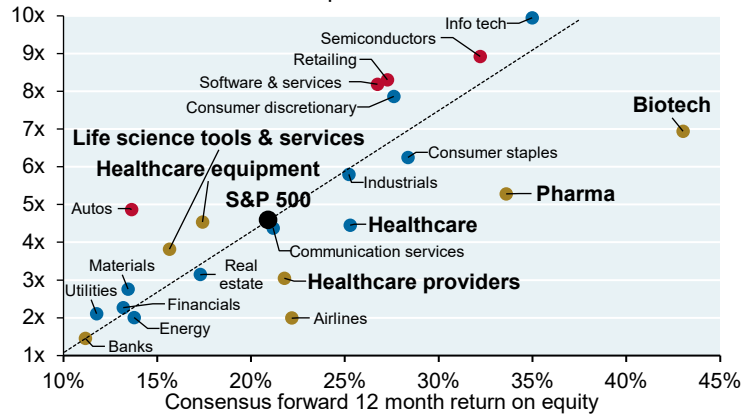 10x
Info tech
Semiconductors
9x
Retailing
Software & services
8x
Consumer discretionary
Biotech
7x
Life science tools & services
Consumer staples
6x
Healthcare equipment
Industrials
S&P 500
Pharma
5x
Autos
Healthcare
4x
Communication services
Materials
Real
estate
3x
Healthcare providers
Utilities
Financials
2x
Energy
Airlines
Banks
1x
10%
15%
20%
25%
30%
35%
40%
45%
Consensus forward 12 month return on equity